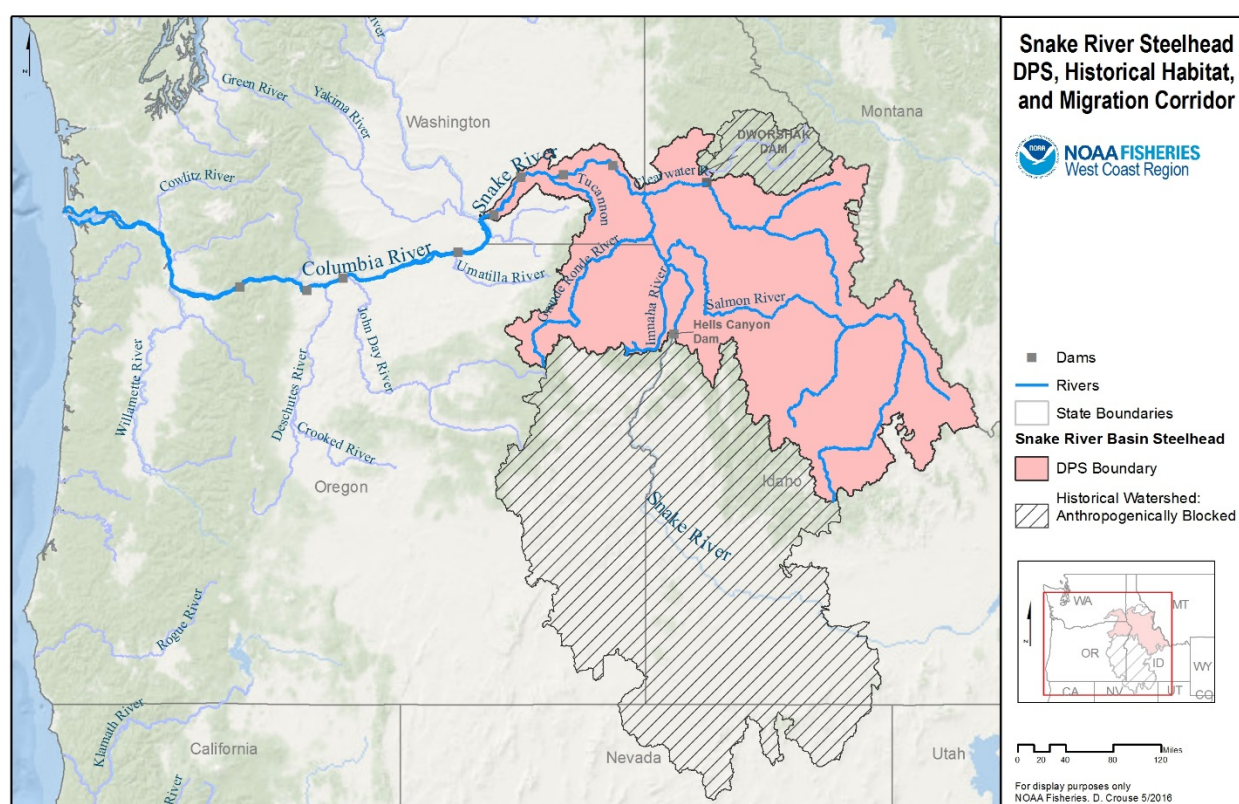 Snake River Steelhead
DPS, Historical Habitat,
and Migration Corridor
NOAA
NOAA FISHERIES
West Coast Region
Dams
Rivers
State Boundaries
Snake River Basin Steelhead
DPS Boundary
Historical Watershed:
Anthropogenically Blocked
WA
MT
OR
ID
WY
CA
NV
UT
CO
N
Miles
0 20 40 80 120
For display purposes only
NOAA Fisheries. D. Crouse 5/2016
N
River
River
Green River
Yakima River
Washington
Montana
DWORSHAK
DAM
Clearwater R.
Snake River
Tucannon
Cowlitz River
Columbia River
Umatilla River
Grande Ronde River
Imnaha River
Salmon River
Hells Canyon
Dam
John Day River
Willamette River
Deschutes River
Crooked River
Oregon
Idaho
Snake River
Rogue River
Klamath River
California
River
Nevada
Utah